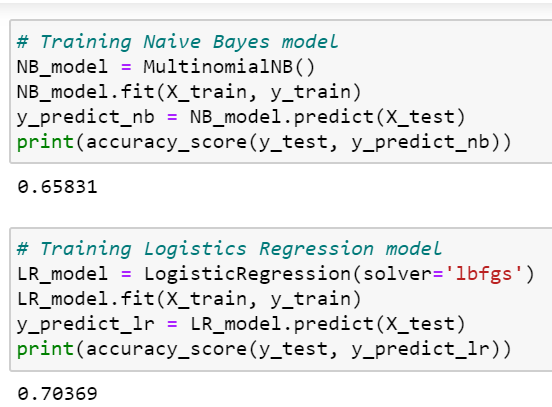 # Training Naive Bayes model
NB_model = MultinomialNB()
NB_model.fit(X_train, y_train)
y_predict_nb = NB_model.predict(X_test)
print(accuracy_score(y_test, y_predict_nb))
0.65831
# Training Logistics Regression model
LR_model = LogisticRegression(solver='lbfgs')
LR_model.fit(X_train, y_train)
y_predict_lr = LR_model.predict(X_test)
print(accuracy_score(y_test, y_predict_lr))
0.70369